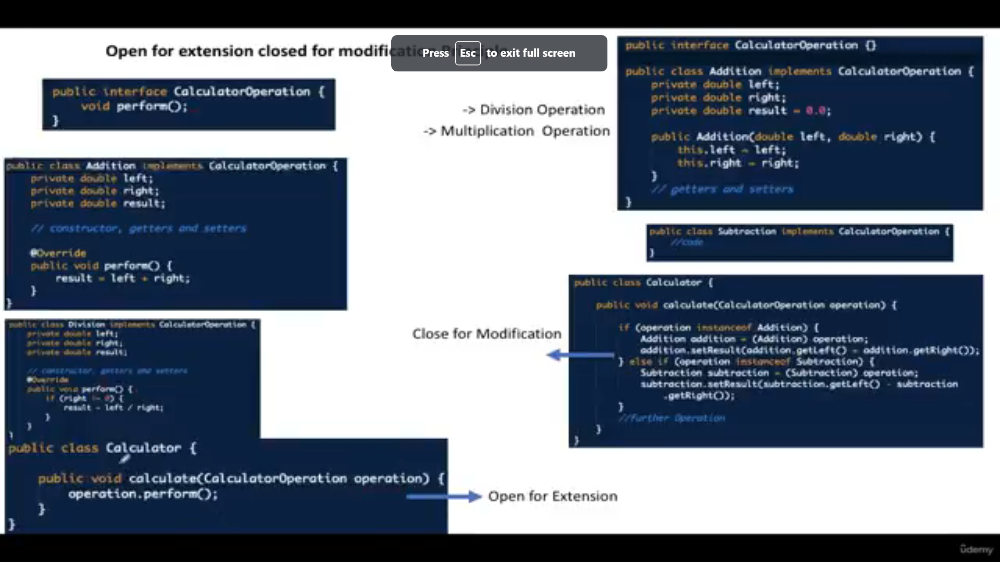 Open for extension closed for modification Principle
Press Esc to exit full screen
public interface CalculatorOperation {
void perform();
}
public class Addition implements CalculatorOperation {
private double left;
private double right;
private double result;
// constructor, getters and setters
@Override
public void perform() {
result = left + right;
}
}
public class Division implements CalculatorOperation {
private double left;
private double right;
private double result;
// constructor, getters and setters
@Override
public void perform() {
if (right != 0) {
result = left / right;
}
}
}
public class Calculator {
public void calculate(CalculatorOperation operation) {
operation.perform();
}
}
-> Division Operation
-> Multiplication Operation
Close for Modification
Open for Extension
public interface CalculatorOperation {}
public class Addition implements CalculatorOperation {
private double left;
private double right;
private double result = 0.0;
public Addition(double left, double right) {
this.left = left;
this.right = right;
}
// getters and setters
}
public class Subtraction implements CalculatorOperation {
//code
}
public class Calculator {
public void calculate(CalculatorOperation operation) {
if (operation instanceof Addition) {
Addition addition = (Addition) operation;
addition.setResult(addition.getLeft() - addition.getRight());
} else if (operation instanceof Subtraction) {
Subtraction subtraction = (Subtraction) operation;
subtraction.setResult(subtraction.getLeft() - subtraction
.getRight());
}
//further Operation
}
}
ûdemy